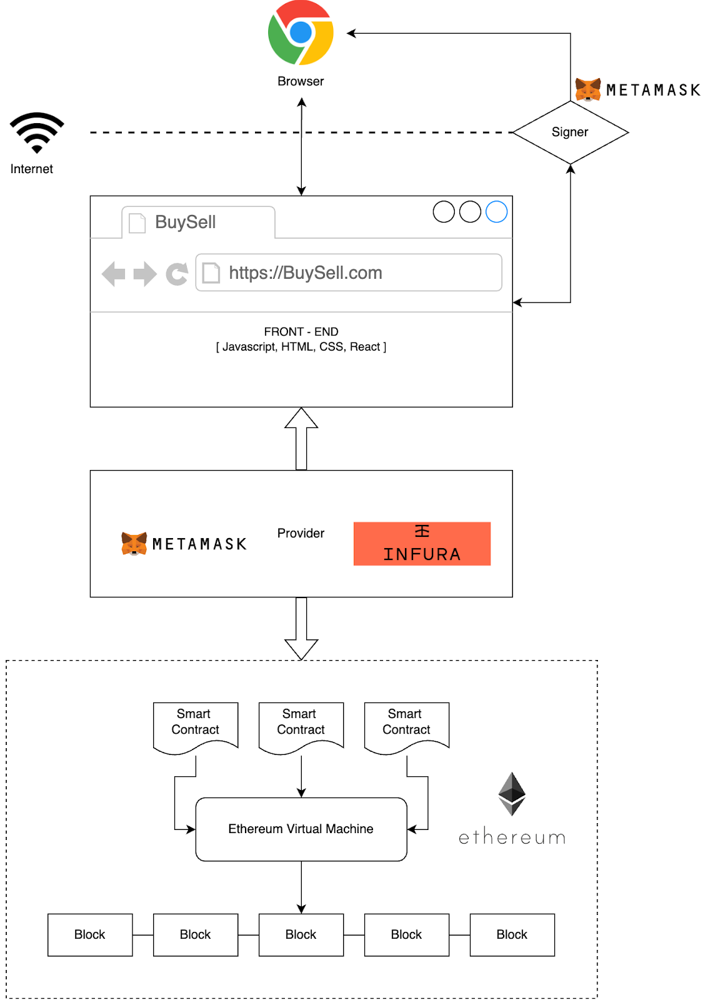 Browser
METAMASK
Signer
Internet
BuySell
https://BuySell.com
FRONT - END
[ Javascript, HTML, CSS, React ]
Provider
METAMASK
INFURA
Smart
Contract
Smart
Contract
Smart
Contract
Ethereum Virtual Machine
ethereum
Block
Block
Block
Block
Block